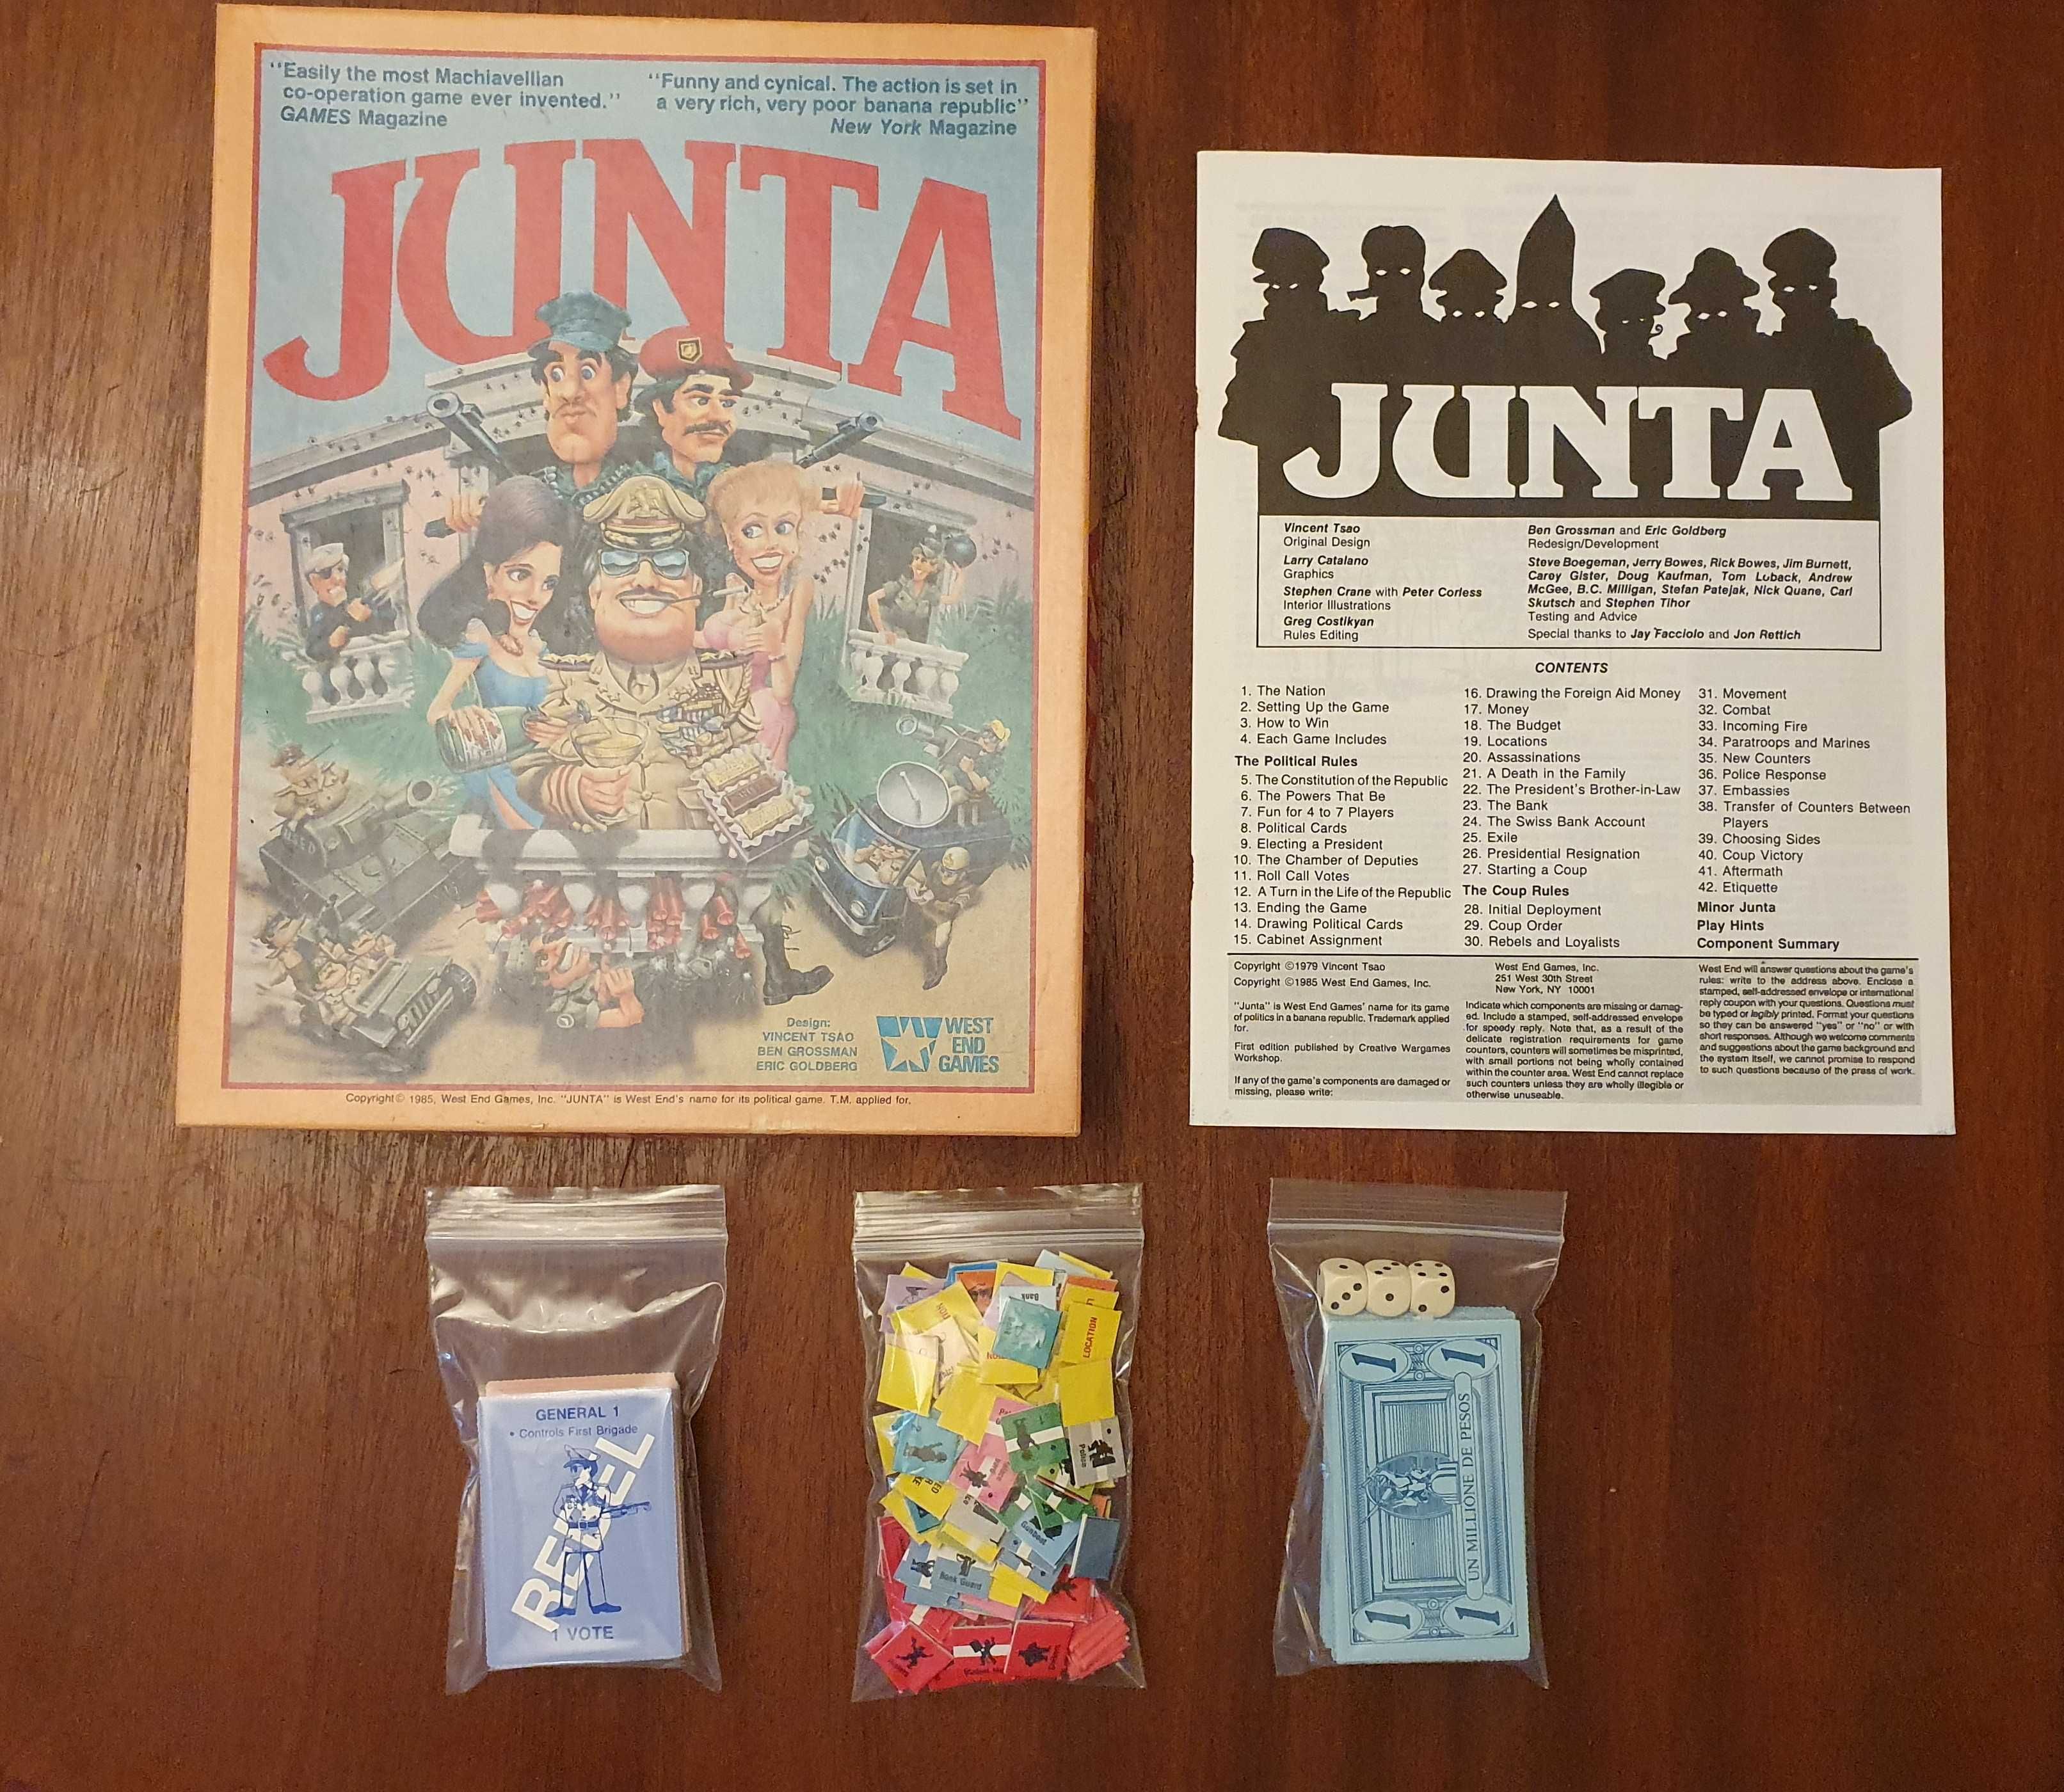 "Easily the most Machiavellian
co-operation game ever invented."
GAMES Magazine
"Funny and cynical. The action is set in
a very rich, very poor banana republic"
New York Magazine
JUNTA
Design:
VINCENT TSAO
BEN GROSSMAN
ERIC GOLDBERG
WEST
END
GAMES
Copyright © 1985, West End Games, Inc. "JUNTA" is West End's name for its political game. T.M. applied for.
JUNTA
Vincent Tsao
Original Design
Larry Catalano
Graphics
Stephen Crane with Peter Corless
Interior Illustrations
Greg Costikyan
Rules Editing
Ben Grossman and Eric Goldberg
Redesign/Development
Steve Boegeman, Jerry Bowes, Rick Bowes, Jim Burnett,
Carey Gister, Doug Kaufman, Tom Loback, Andrew
McGee, B.C. Milligan, Stefan Patejak, Nick Quane, Carl
Skutsch and Stephen Tihor
Testing and Advice
Special thanks to Jay Facciolo and Jon Rettich
CONTENTS
1. The Nation
2. Setting Up the Game
3. How to Win
4. Each Game Includes
The Political Rules
5. The Constitution of the Republic
6. The Powers That Be
7. Fun for 4 to 7 Players
8. Political Cards
9. Electing a President
10. The Chamber of Deputies
11. Roll Call Votes
12. A Turn in the Life of the Republic
13. Ending the Game
14. Drawing Political Cards
15. Cabinet Assignment
16. Drawing the Foreign Aid Money
17. Money
18. The Budget
19. Locations
20. Assassinations
21. A Death in the Family
22. The President's Brother-in-Law
23. The Bank
24. The Swiss Bank Account
25. Exile
26. Presidential Resignation
27. Starting a Coup
The Coup Rules
28. Initial Deployment
29. Coup Order
30. Rebels and Loyalists
31. Movement
32. Combat
33. Incoming Fire
34. Paratroops and Marines
35. New Counters
36. Police Response
37. Embassies
38. Transfer of Counters Between
Players
39. Choosing Sides
40. Coup Victory
41. Aftermath
42. Etiquette
Minor Junta
Play Hints
Component Summary
Copyright ©1979 Vincent Tsao
Copyright ©1985 West End Games, Inc.
"Junta" is West End Games' name for its game
of politics in a banana republic. Trademark applied
for.
First edition published by Creative Wargames
Workshop.
If any of the game's components are damaged or
missing, please write:
West End Games, Inc.
251 West 30th Street
New York, NY 10001
Indicate which components are missing or damag-
ed. Include a stamped, self-addressed envelope
for speedy reply. Note that, as a result of the
delicate registration requirements for game
counters, counters will sometimes be misprinted,
with small portions not being wholly contained
within the counter area. West End cannot replace
such counters unless they are wholly illegible or
otherwise unuseable.
West End will answer questions about the game's
rules: write to the address above. Enclose a
stamped, self-addressed envelope or international
reply coupon with your questions. Questions must
be typed or legibly printed. Format your questions
so they can be answered "yes" or "no" or with
short responses. Although we welcome comments
and suggestions about the game background and
the system itself, we cannot promise to respond
to such questions because of the press of work.
GENERAL 1
• Controls First Brigade
REBEL
1 VOTE
Bank
LOCATION
Police
Gunboat
Bank Guard
1 1
UN MILLIONE DE PESOS
1 1